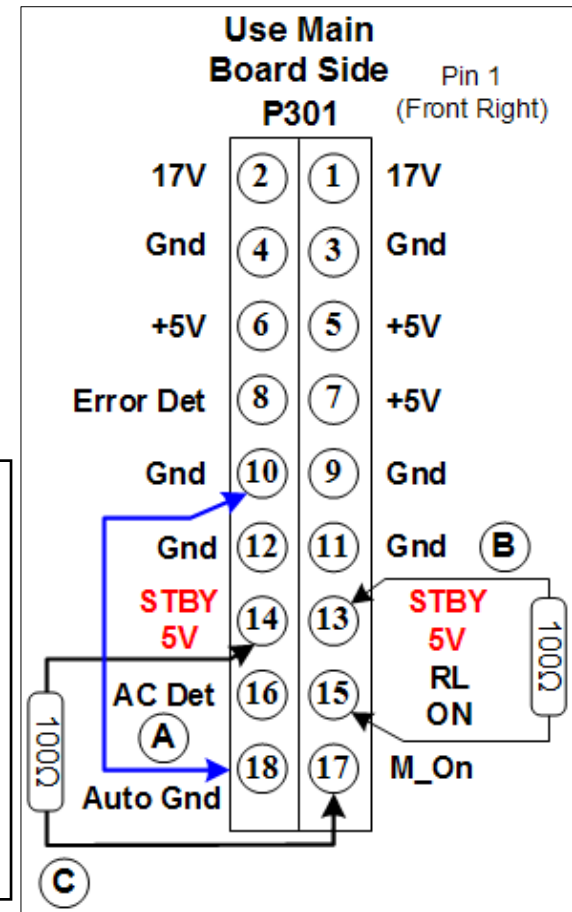 Use Main
Board Side
Pin 1
(Front Right)
P301
17V 2 1 17V
Gnd 4 3 Gnd
+5V 6 5 +5V
Error Det 8 7 +5V
Gnd 10 9 Gnd
Gnd 12 11 Gnd B
STBY
5V
14 13
STBY
5V
100Ω
AC Det 16 15
RL
ON
A
100Ω
18 17 M_On
Auto Gnd
C